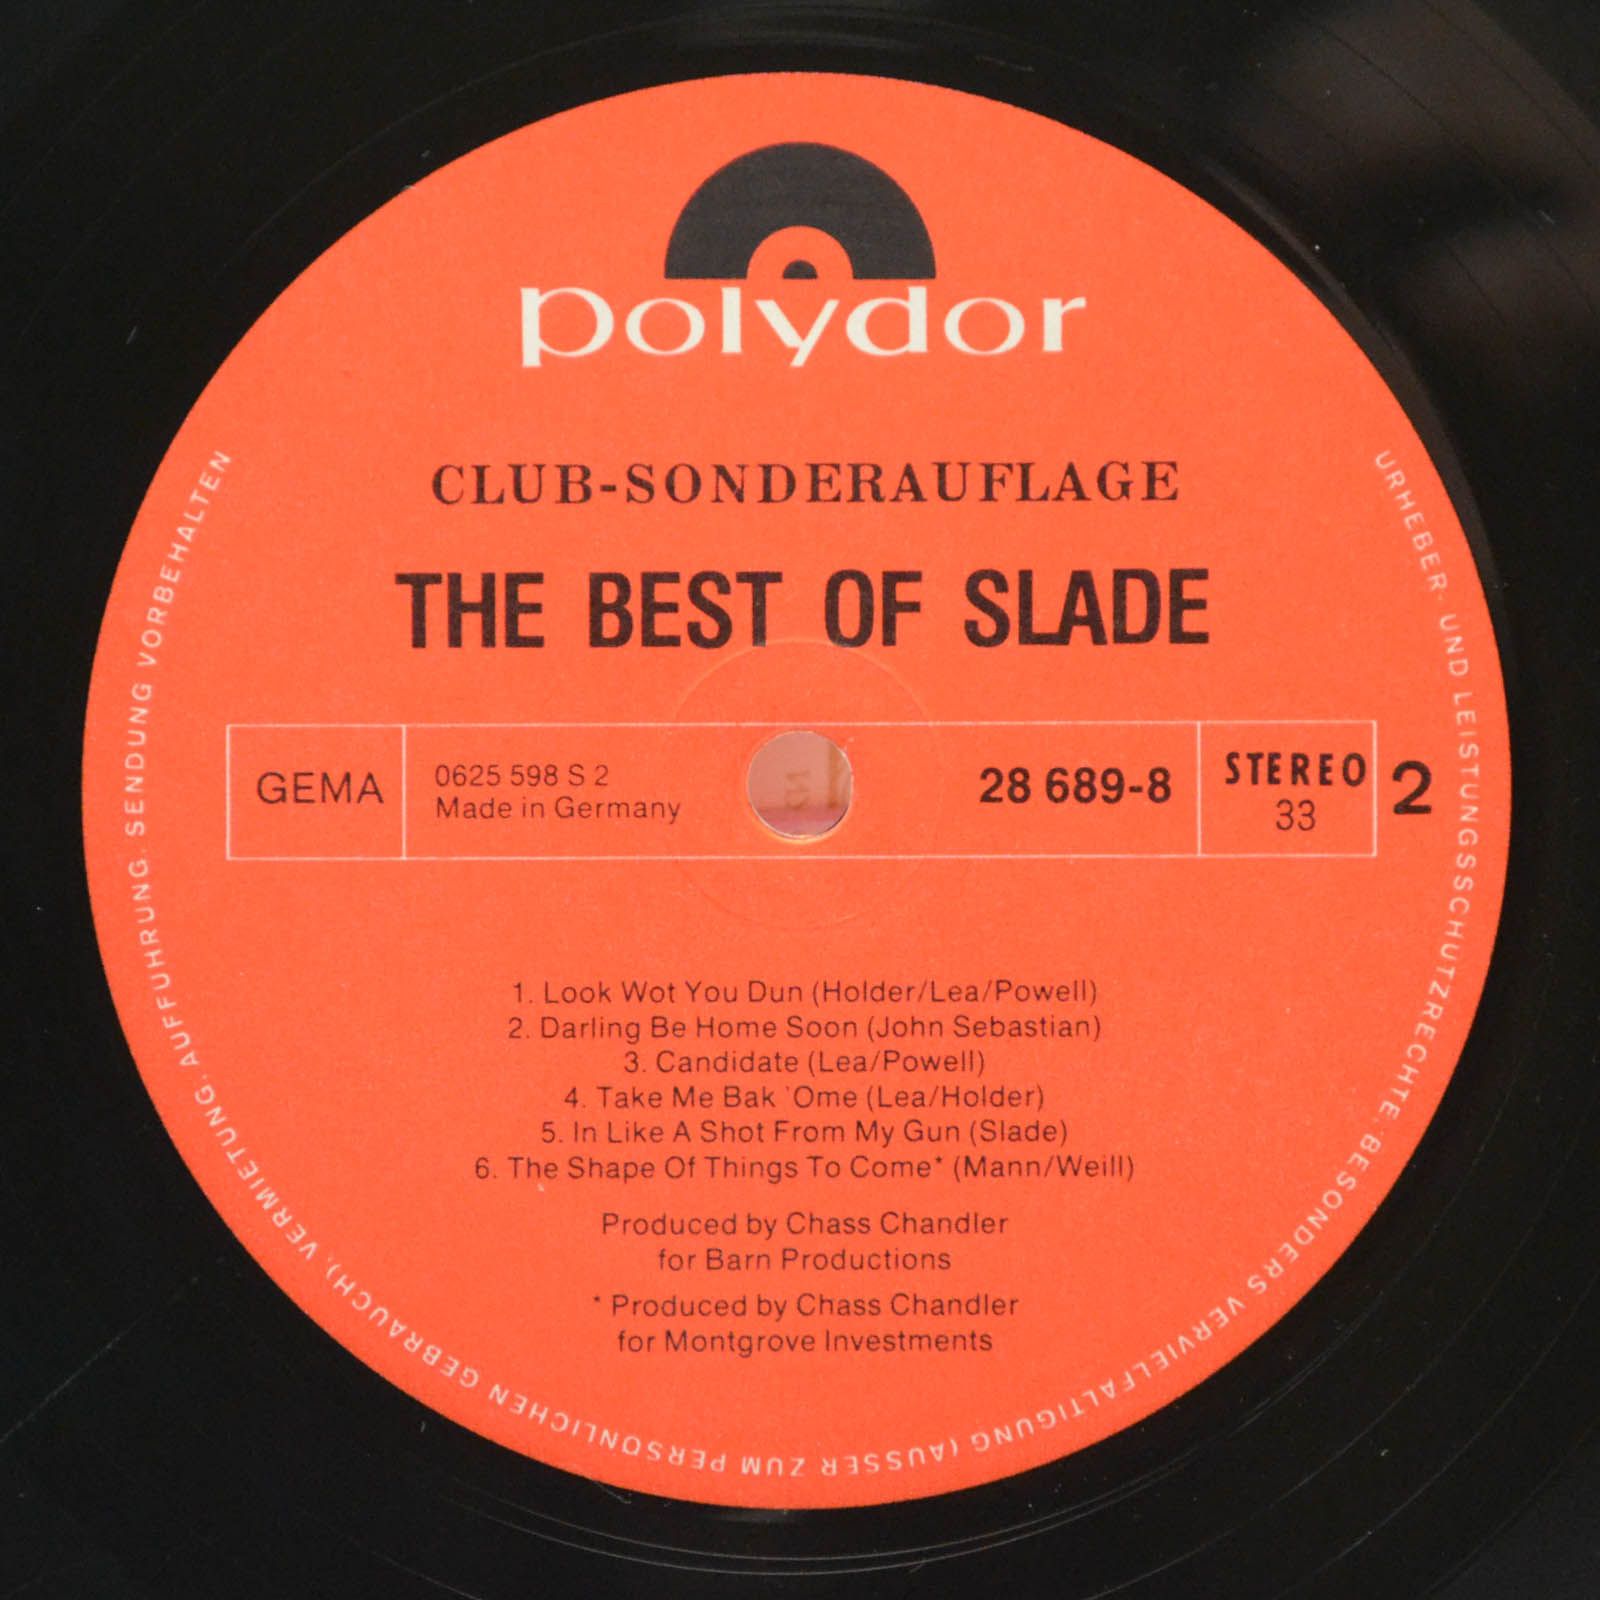 polydor
CLUB-SONDERAUFLAGE
THE BEST OF SLADE
GEMA
0625 598 S 2
Made in Germany
28 689-8
STEREO
33
2
1. Look Wot You Dun (Holder/Lea/Powell)
2. Darling Be Home Soon (John Sebastian)
3. Candidate (Lea/Powell)
4. Take Me Bak 'Ome (Lea/Holder)
5. In Like A Shot From My Gun (Slade)
6. The Shape Of Things To Come* (Mann/Weill)
Produced by Chass Chandler
for Barn Productions
* Produced by Chass Chandler
for Montgrove Investments
URHEBER- UND LEISTUNGSSCHUTZRECHTE: BESONDERS VERVIELFALTIGUNG (AUSSER ZUM PERSONLICHEN GEBRAUCH), VERMIETUNG, AUFFUHRUNG, SENDUNG VORBEHALTEN